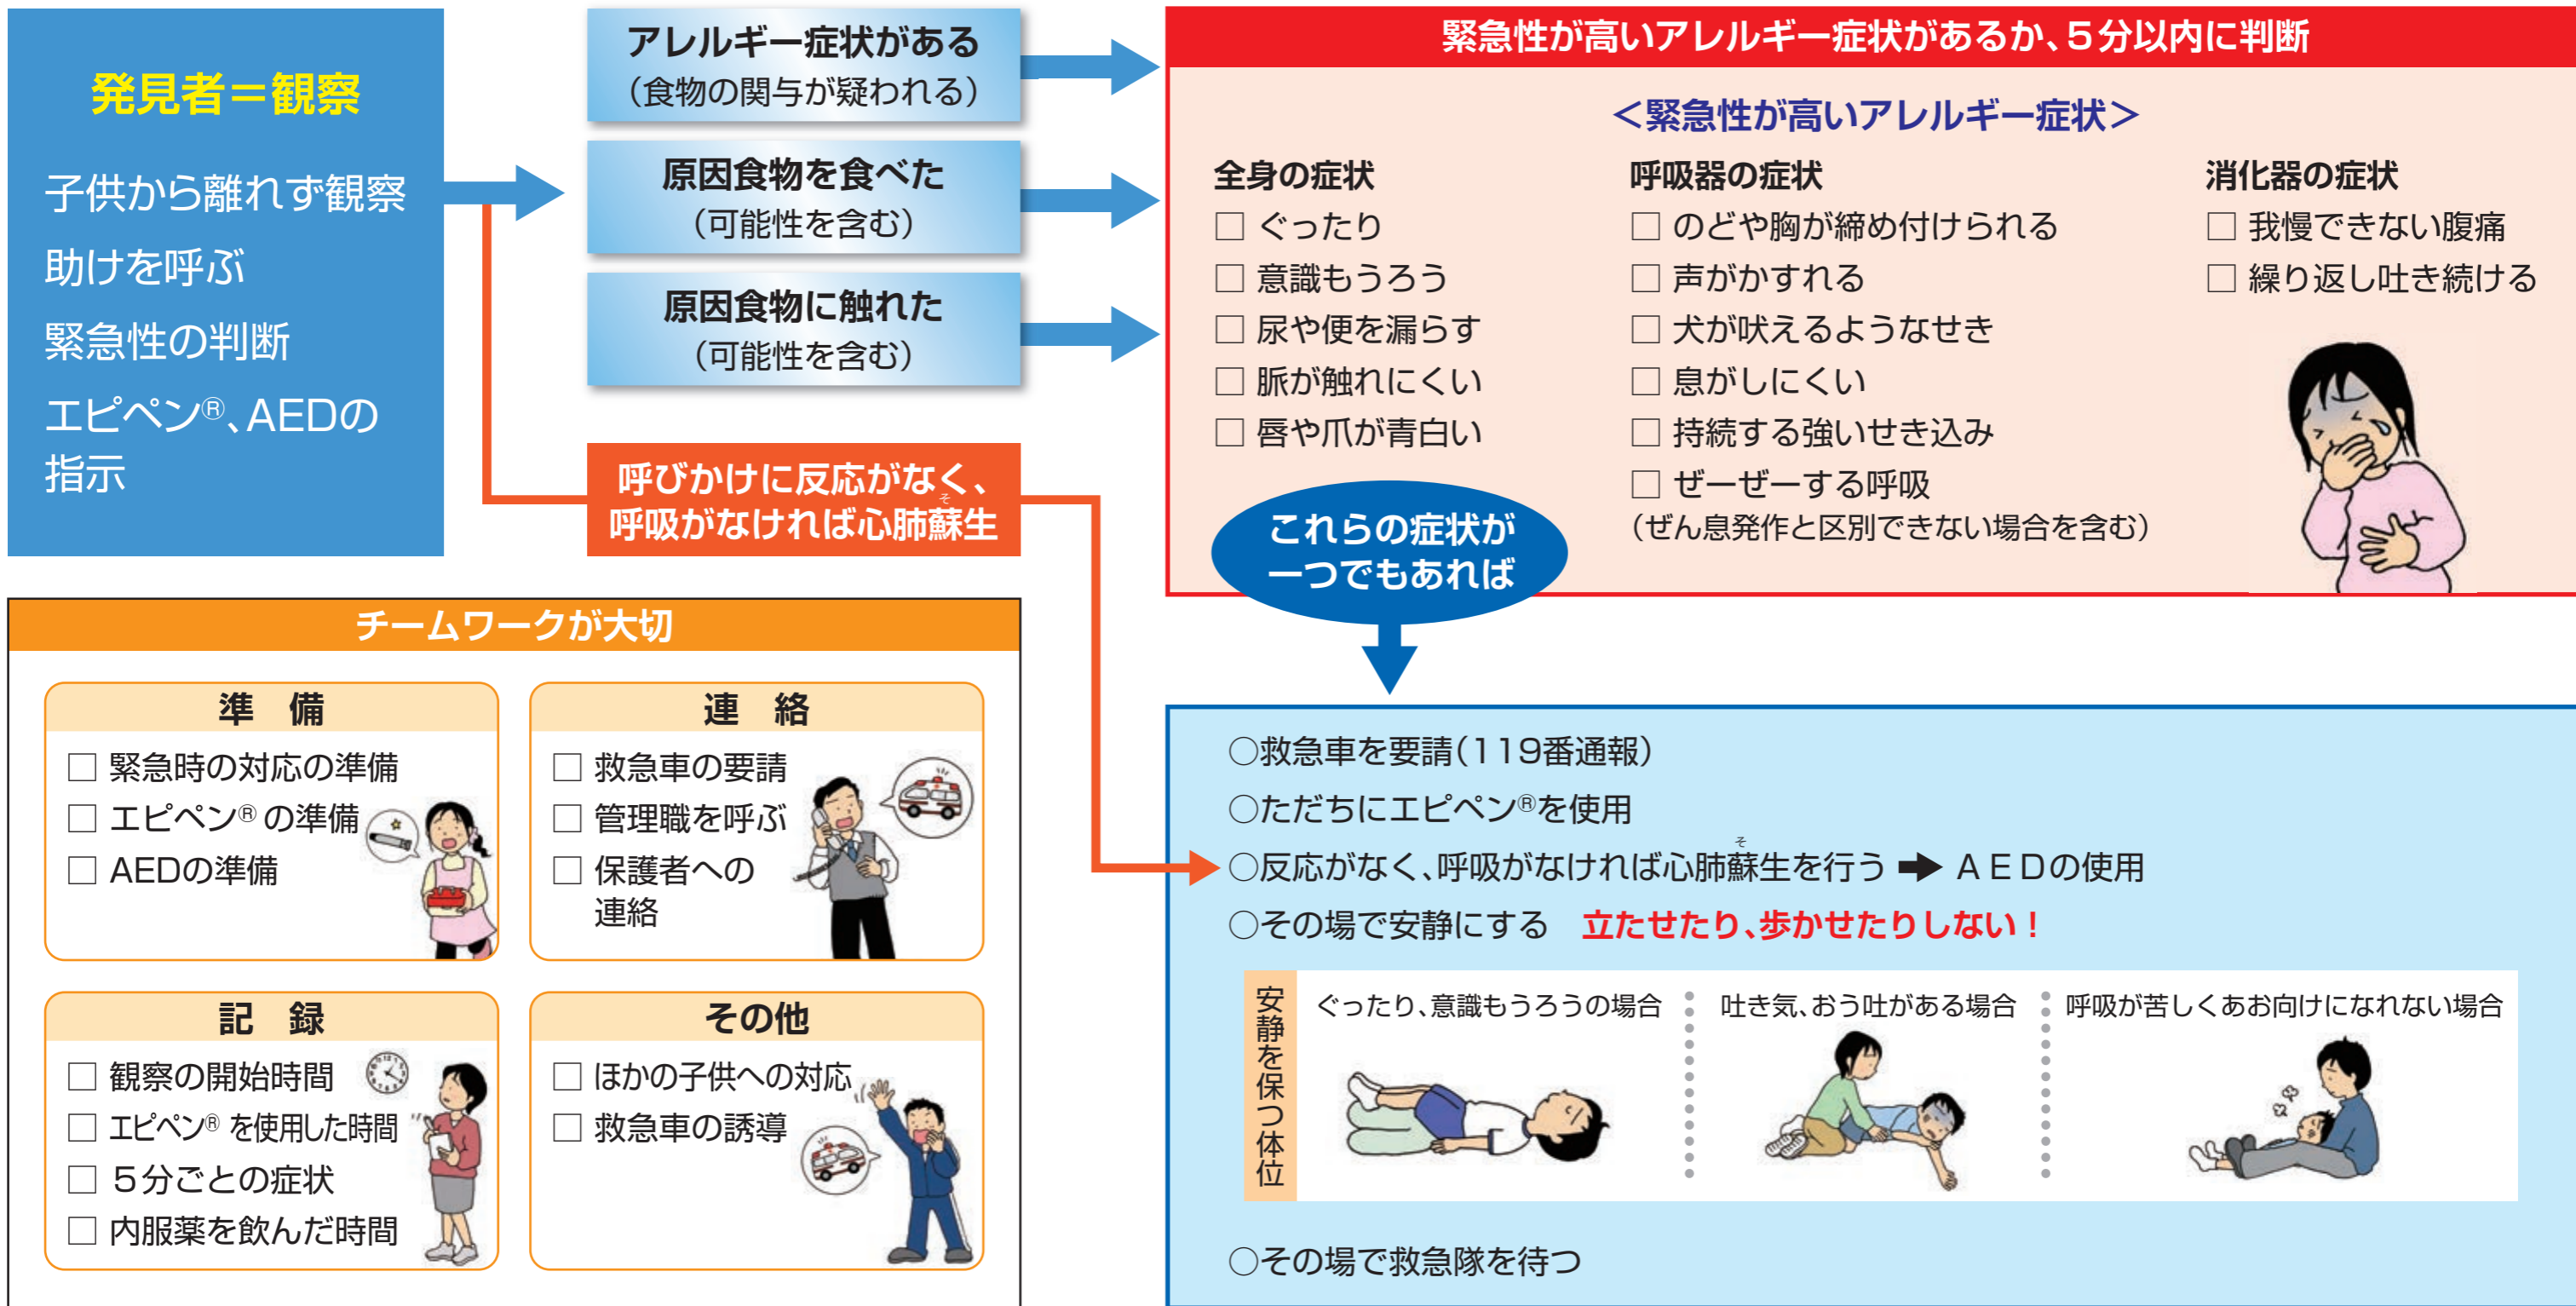 発見者＝観察
子供から離れず観察
助けを呼ぶ
緊急性の判断
エピペン®、AEDの
指示
アレルギー症状がある
（食物の関与が疑われる）
原因食物を食べた
（可能性を含む）
原因食物に触れた
（可能性を含む）
呼びかけに反応がなく、
呼吸がなければ心肺蘇生
そ
緊急性が高いアレルギー症状があるか、5分以内に判断
＜緊急性が高いアレルギー症状＞
全身の症状
□ ぐったり
□ 意識もうろう
□ 尿や便を漏らす
□ 脈が触れにくい
□ 唇や爪が青白い
呼吸器の症状
□ のどや胸が締め付けられる
□ 声がかすれる
□ 犬が吠えるようなせき
□ 息がしにくい
□ 持続する強いせき込み
□ ぜーぜーする呼吸
（ぜん息発作と区別できない場合を含む）
消化器の症状
□ 我慢できない腹痛
□ 繰り返し吐き続ける
これらの症状が
一つでもあれば
チームワークが大切
準　備
□ 緊急時の対応の準備
□ エピペン® の準備
□ AEDの準備
連　絡
□ 救急車の要請
□ 管理職を呼ぶ
□ 保護者への
連絡
記　録
□ 観察の開始時間
□ エピペン® を使用した時間
□ 5分ごとの症状
□ 内服薬を飲んだ時間
その他
□ ほかの子供への対応
□ 救急車の誘導
○救急車を要請（119番通報）
○ただちにエピペン®を使用
そ
○反応がなく、呼吸がなければ心肺蘇生を行う ➡ ＡＥＤの使用
○その場で安静にする　立たせたり、歩かせたりしない！
安静を保つ体位
ぐったり、意識もうろうの場合
吐き気、おう吐がある場合
呼吸が苦しくあお向けになれない場合
○その場で救急隊を待つ